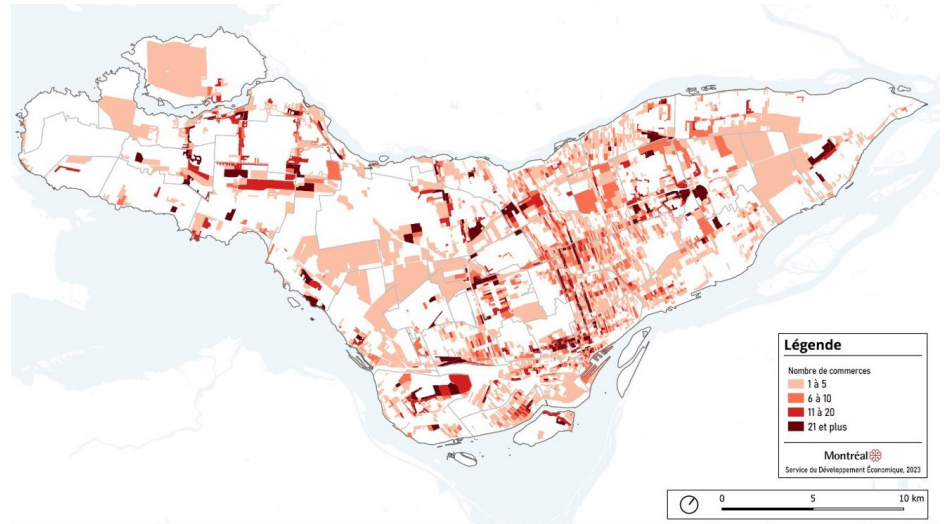 Légende
Nombre de commerces
1 à 5
6 à 10
11 à 20
21 et plus
Montréal
Service du Développement Économique, 2023
0 5 10 km